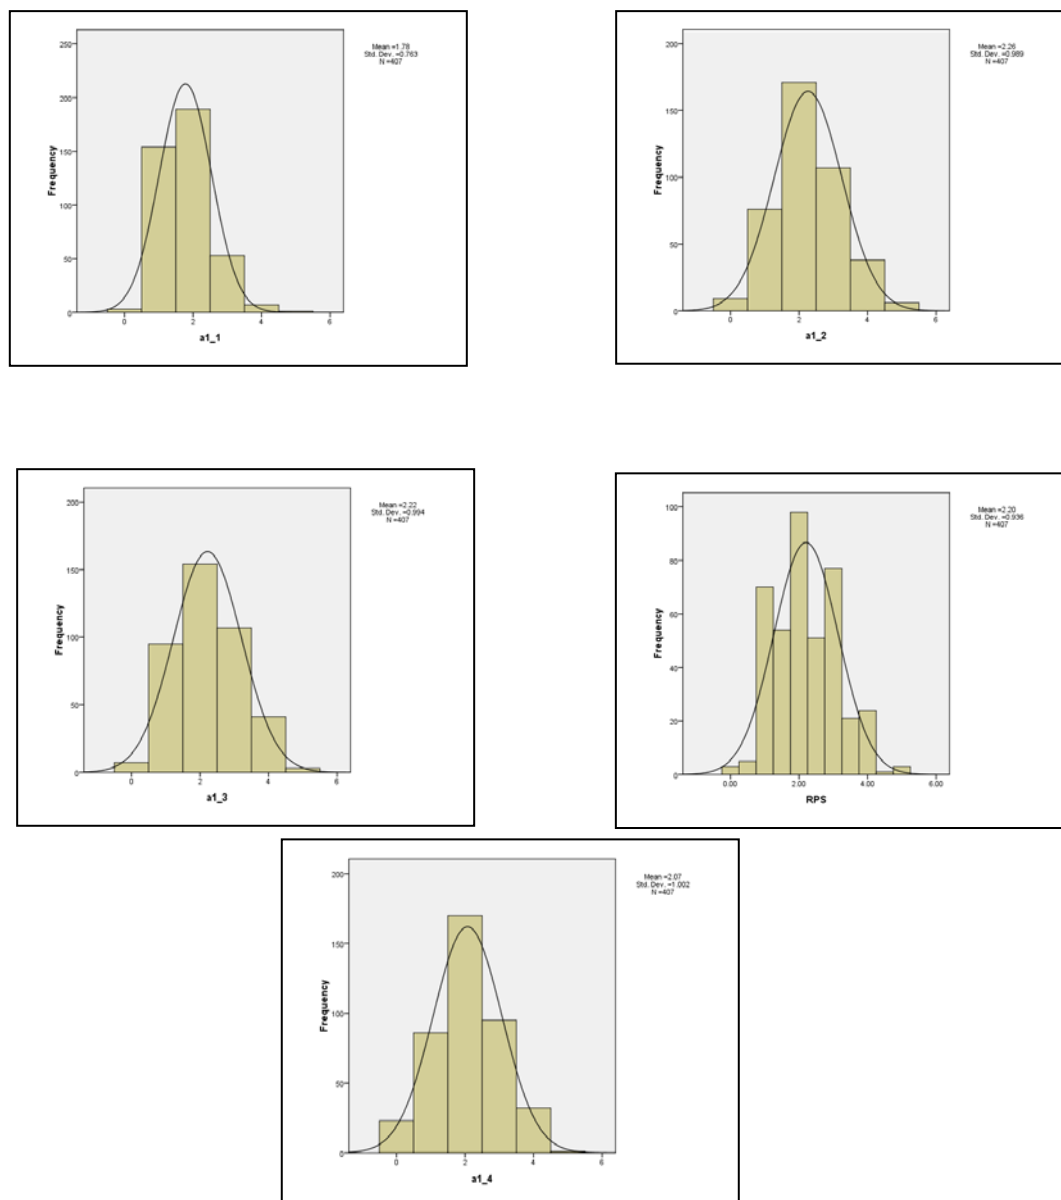 Mean =1.78
Std. Dev. =0.763
N =407
250
200
150
100
50
0
Frequency
0 2 4 6
a1_1
Mean =2.26
Std. Dev. =0.989
N =407
200
150
100
50
0
Frequency
0 2 4 6
a1_2
Mean =2.22
Std. Dev. =0.994
N =407
200
150
100
50
0
Frequency
0 2 4 6
a1_3
Mean =2.20
Std. Dev. =0.936
N =407
100
80
60
40
20
0
Frequency
0.00 2.00 4.00 6.00
RPS
Mean =2.07
Std. Dev. =1.002
N =407
200
150
100
50
0
Frequency
0 2 4 6
a1_4